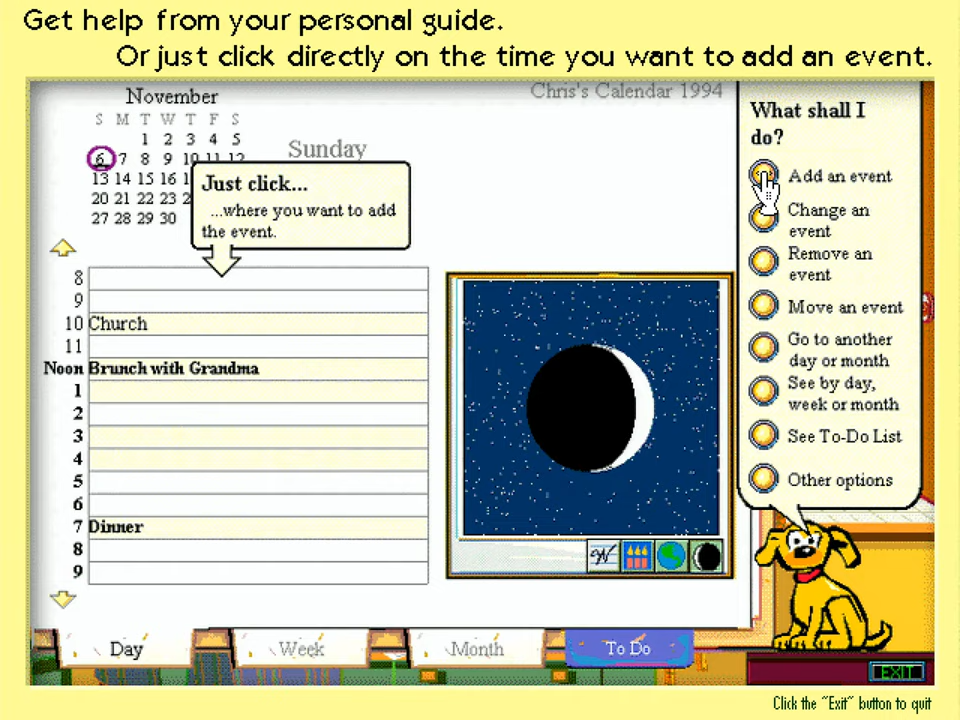 Get help from your personal guide.
Or just click directly on the time you want to add an event.
November
S M T W T F S
1 2 3 4 5
6 7 8 9 10 11 12
13 14 15 16 1
20 21 22 23 2
27 28 29 30
Chris's Calendar 1994
Sunday
Just click...
...where you want to add
the event.
8
9
10 Church
11
Noon Brunch with Grandma
1
2
3
4
5
6
7 Dinner
8
9
What shall I
do?
Add an event
Change an
event
Remove an
event
Move an event
Go to another
day or month
See by day,
week or month
See To-Do List
Other options
Day Week Month To Do
EXIT
Click the "Exit" button to quit